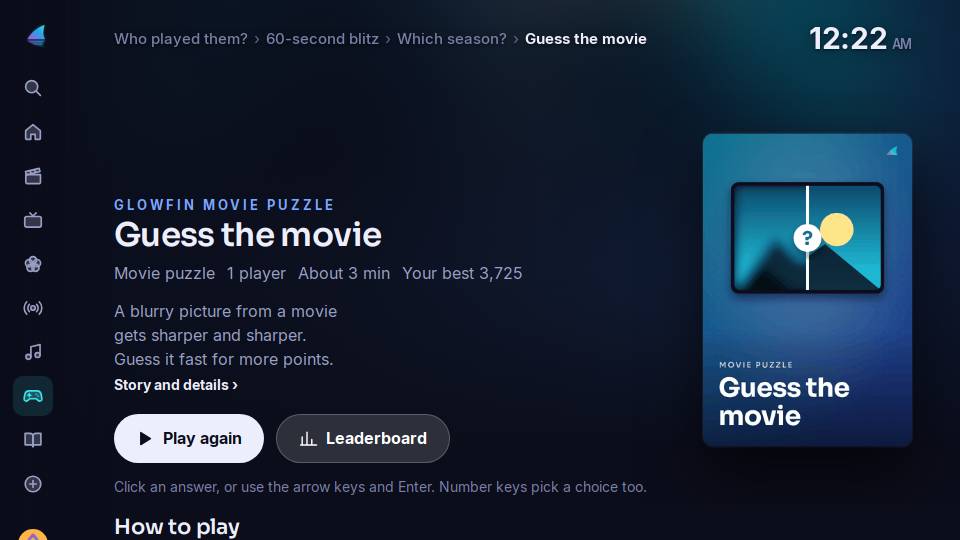 Who played them? › 60-second blitz › Which season? › Guess the movie
12:22 AM
GLOWFIN MOVIE PUZZLE
Guess the movie
Movie puzzle 1 player About 3 min Your best 3,725
A blurry picture from a movie
gets sharper and sharper.
Guess it fast for more points.
Story and details ›
Play again
Leaderboard
Click an answer, or use the arrow keys and Enter. Number keys pick a choice too.
How to play
?
MOVIE PUZZLE
Guess the
movie